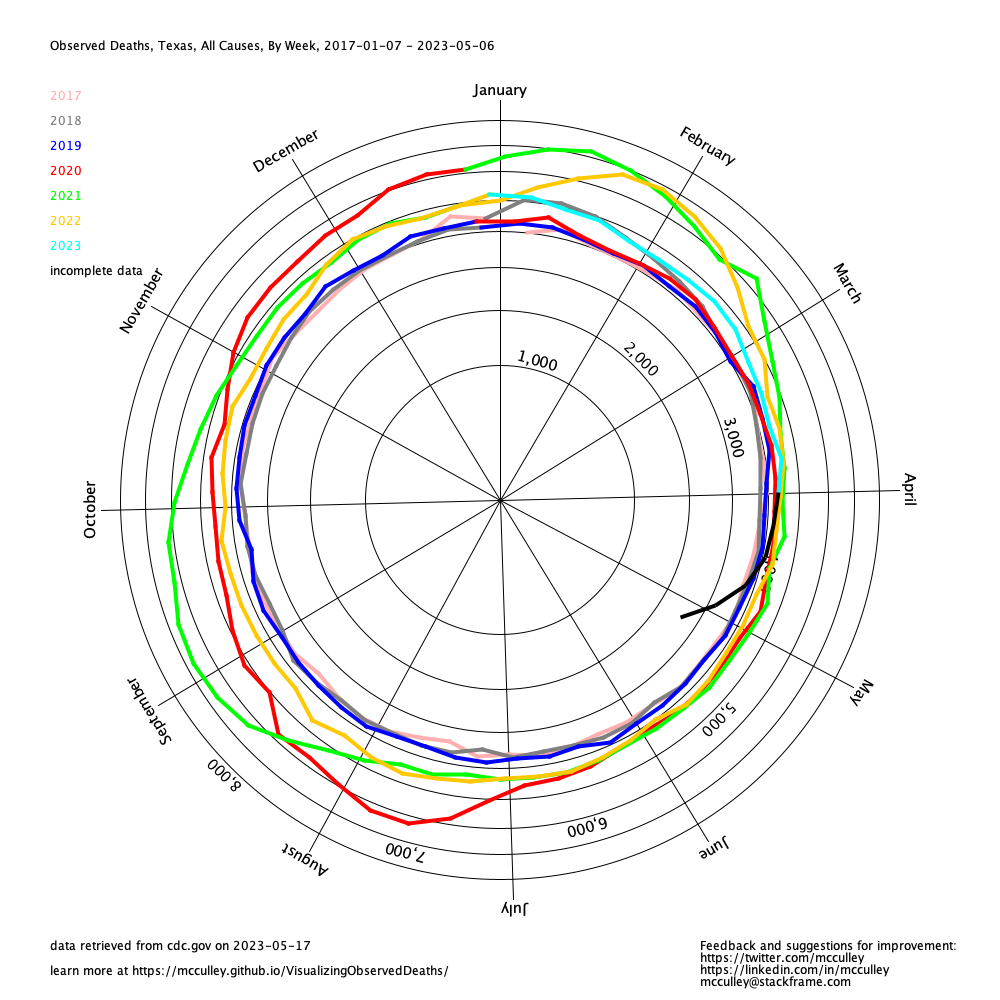 Observed Deaths, Texas, All Causes, By Week, 2017-01-07 - 2023-05-06
January
2017
2018
2019
2020
2021
2022
2023
incomplete data
December
February
November
March
1,000
2,000
3,000
October
April
September
May
5,000
8,000
6,000
7,000
August
June
July
data retrieved from cdc.gov on 2023-05-17
learn more at https://mcculley.github.io/VisualizingObservedDeaths/
Feedback and suggestions for improvement:
https://twitter.com/mcculley
https://linkedin.com/in/mcculley
mcculley@stackframe.com